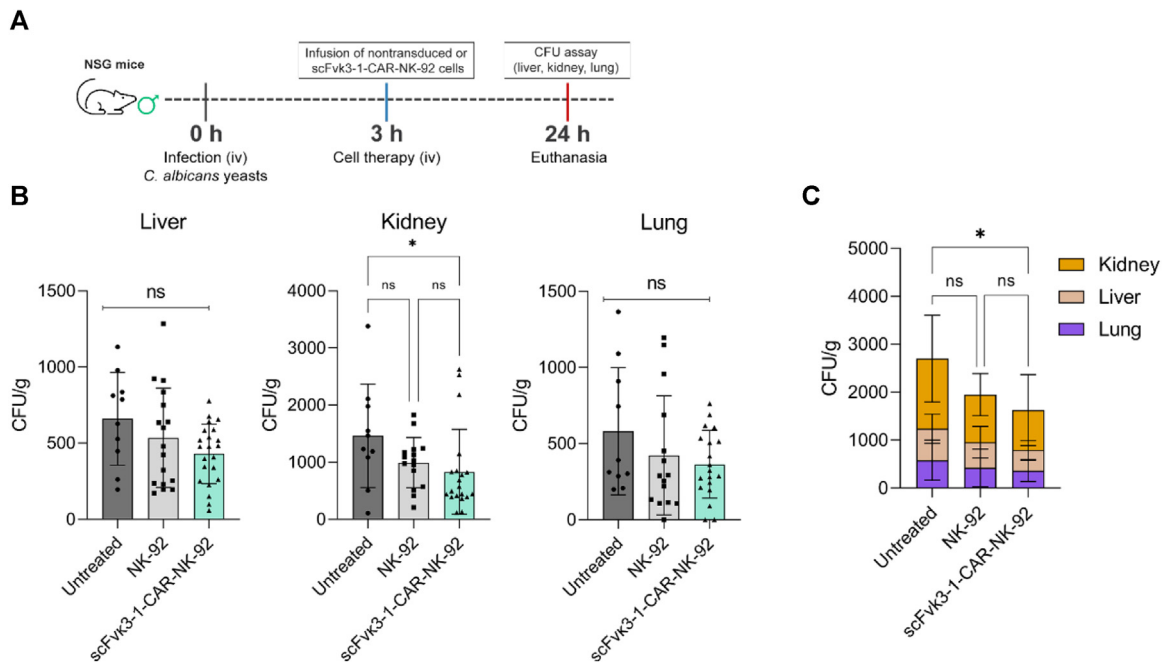 A
NSG mice
Infusion of nontransduced or
scFvk3-1-CAR-NK-92 cells
CFU assay
(liver, kidney, lung)
0 h
3 h
24 h
Infection (iv)
C. albicans yeasts
Cell therapy (iv)
Euthanasia
B
Liver
CFU/g
1500
1000
500
0
ns
Untreated
NK-92
scFvκ3-1-CAR-NK-92
Kidney
CFU/g
4000
3000
2000
1000
0
*
ns
ns
Untreated
NK-92
scFvκ3-1-CAR-NK-92
Lung
CFU/g
1500
1000
500
0
ns
Untreated
NK-92
scFvκ3-1-CAR-NK-92
C
CFU/g
5000
4000
3000
2000
1000
0
*
ns
ns
Untreated
NK-92
scFvκ3-1-CAR-NK-92
Kidney
Liver
Lung